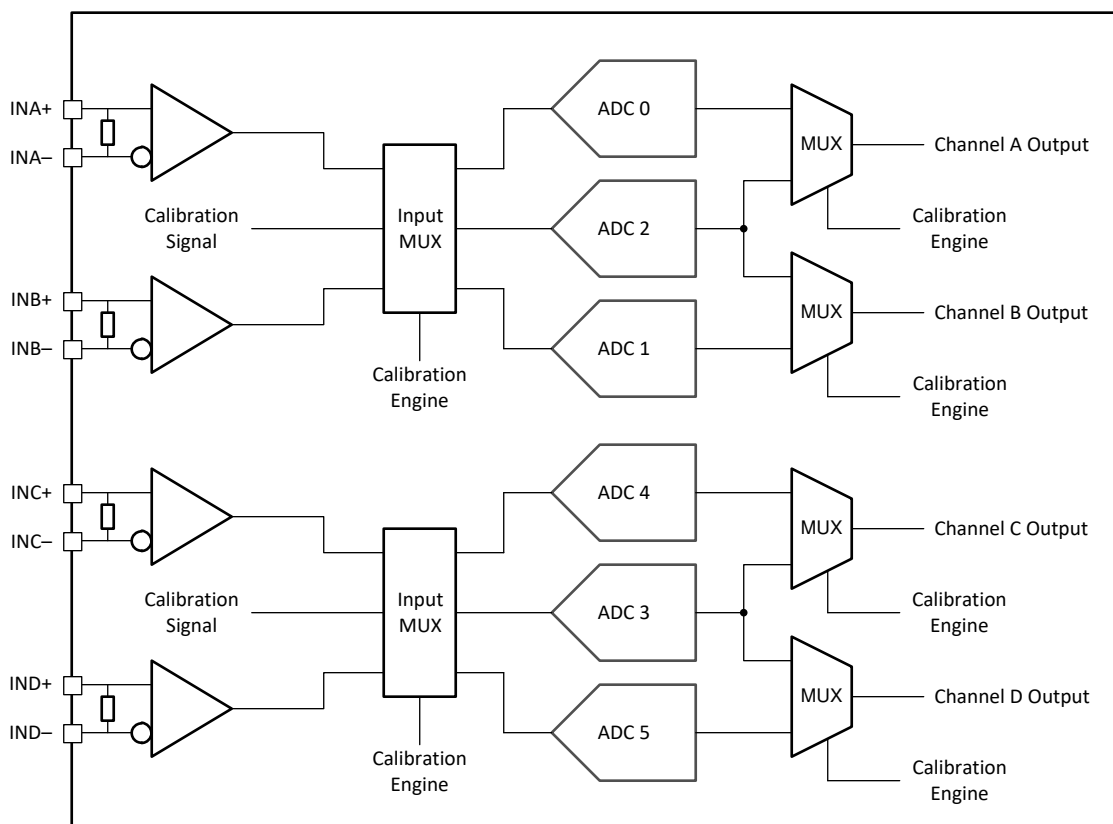 INA+
INA–
ADC 0
MUX
Channel A Output
Calibration
Signal
Input
MUX
ADC 2
Calibration
Engine
INB+
INB–
ADC 1
MUX
Channel B Output
Calibration
Engine
Calibration
Engine
INC+
INC–
ADC 4
MUX
Channel C Output
Calibration
Signal
Input
MUX
ADC 3
Calibration
Engine
IND+
IND–
ADC 5
MUX
Channel D Output
Calibration
Engine
Calibration
Engine